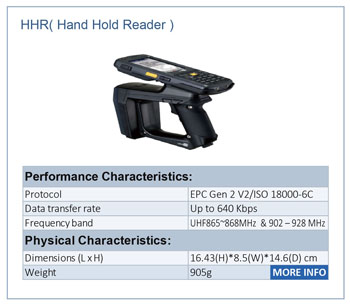 HHR( Hand Hold Reader )
Performance Characteristics:
Protocol EPC Gen 2 V2/ISO 18000-6C
Data transfer rate Up to 640 Kbps
Frequency band UHF865~868MHz & 902 – 928 MHz
Physical Characteristics:
Dimensions (L x H) 16.43(H)*8.5(W)*14.6(D) cm
Weight 905g MORE INFO